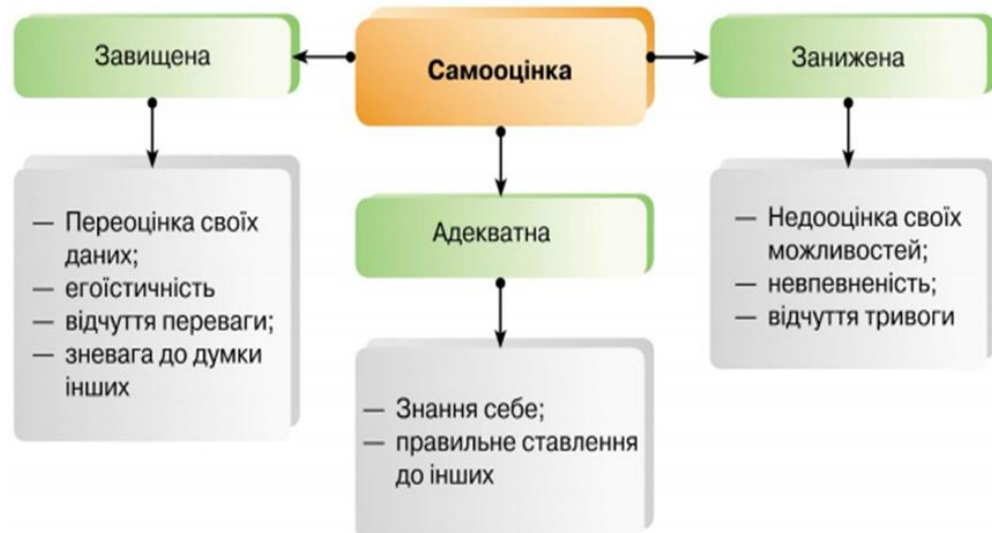 Завищена
Самооцінка
Занижена
— Переоцінка своїх
даних;
— егоїстичність
— відчуття переваги;
— зневага до думки
інших
Адекватна
— Знання себе;
— правильне ставлення
до інших
— Недооцінка своїх
можливостей;
— невпевненість;
— відчуття тривоги